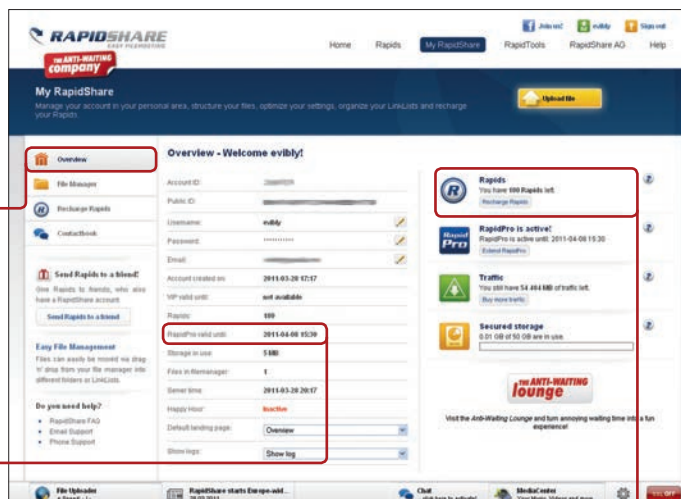 RAPIDSHARE
EASY FILEHOSTING
THE ANTI-WAITING
company
Join us!
evibly
Sign out
Home Rapids My RapidShare RapidTools RapidShare AG Help
My RapidShare
Manage your account in your personal area, structure your files, optimize your settings, organize your LinkLists and recharge
your Rapids.
Upload file
Overview
File Manager
Recharge Rapids
Contactbook
Send Rapids to a friend!
Give Rapids to friends, who also
have a RapidShare account.
Send Rapids to a friend
Easy File Management
Files can easily be moved via drag
'n' drop from your file manager into
different folders or LinkLists.
Do you need help?
RapidShare FAQ
Email Support
Phone Support
Overview - Welcome evibly!
Account ID:
Public ID:
Username: evibly
Password: ···········
Email:
Account created on: 2011-03-20 17:17
VIP valid until: not available
Rapids: 100
RapidPro valid until: 2011-04-08 15:30
Storage in use: 5 MB
Files in filemanager: 1
Server time: 2011-03-20 20:17
Happy Hour: Inactive
Default landing page: Overview
Show logs: Show log
R
Rapids
You have 100 Rapids left.
Recharge Rapids
Rapid
Pro
RapidPro is active!
RapidPro is active until: 2011-04-08 15:30
Extend RapidPro
Traffic
You still have 54 404 MB of traffic left.
Buy more traffic
Secured storage
0.01 GB of 50 GB are in use.
THE ANTI-WAITING
lounge
Visit the Anti-Waiting Lounge and turn annoying waiting time into a fun
experience!
File Uploader
RapidShare starts Europe-wid...
Chat
click here to activate!
MediaCenter
SSL OFF